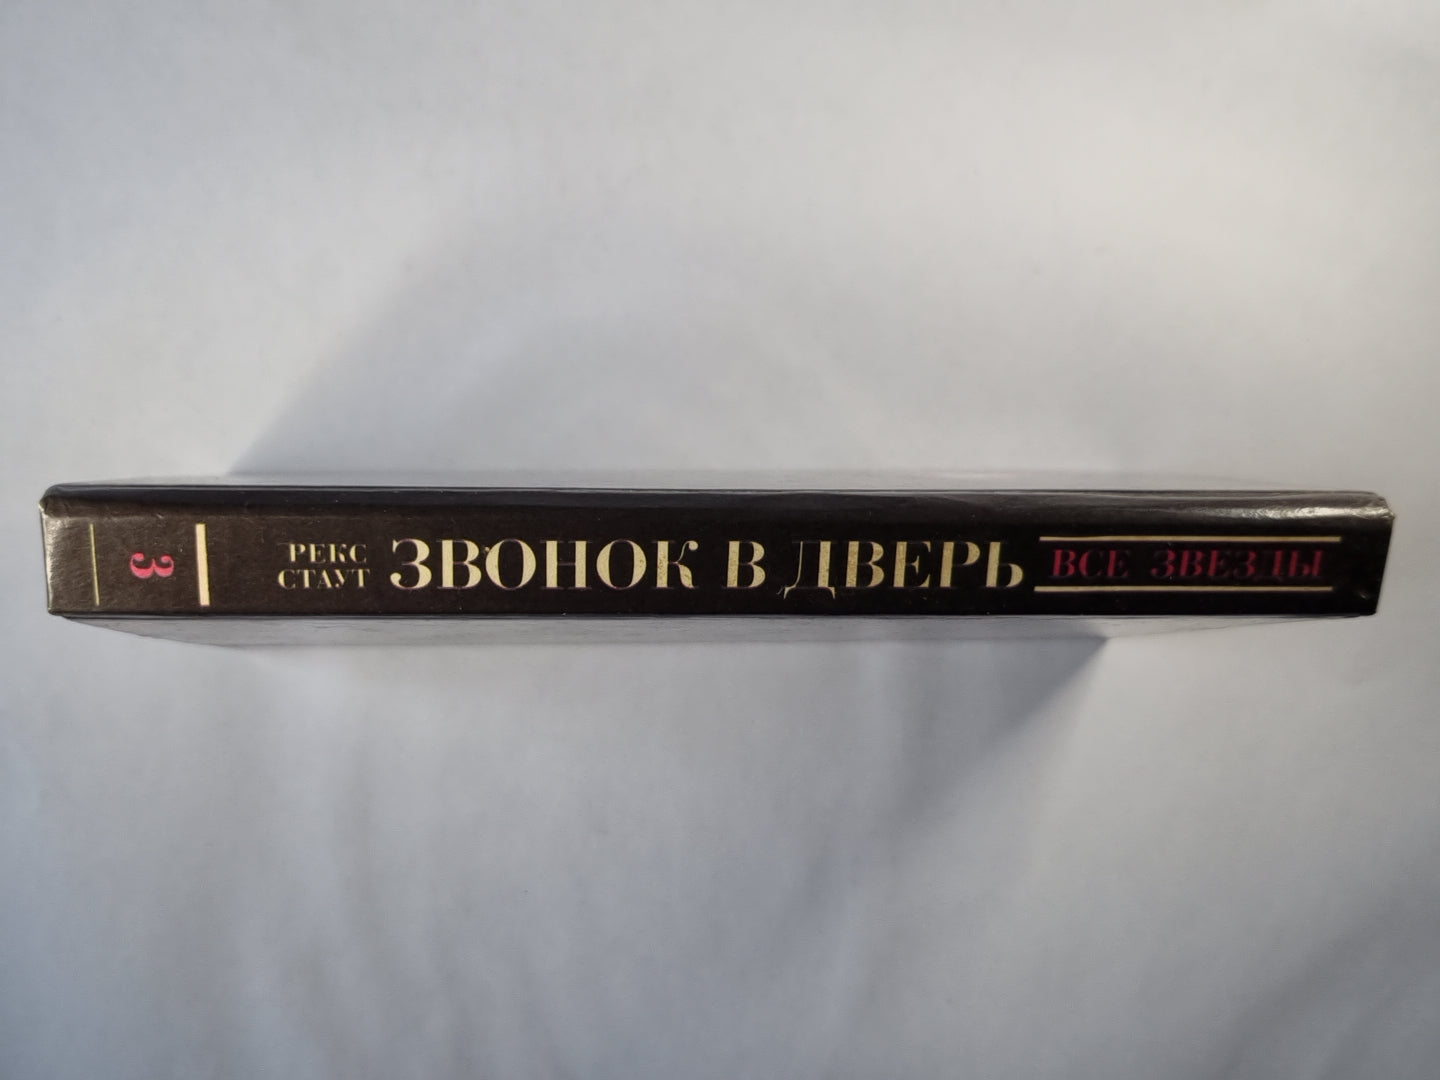 3
РЕКС
СТАУТ
ЗВОНОК В ДВЕРЬ
ВСЕ ЗВЕЗДЫ